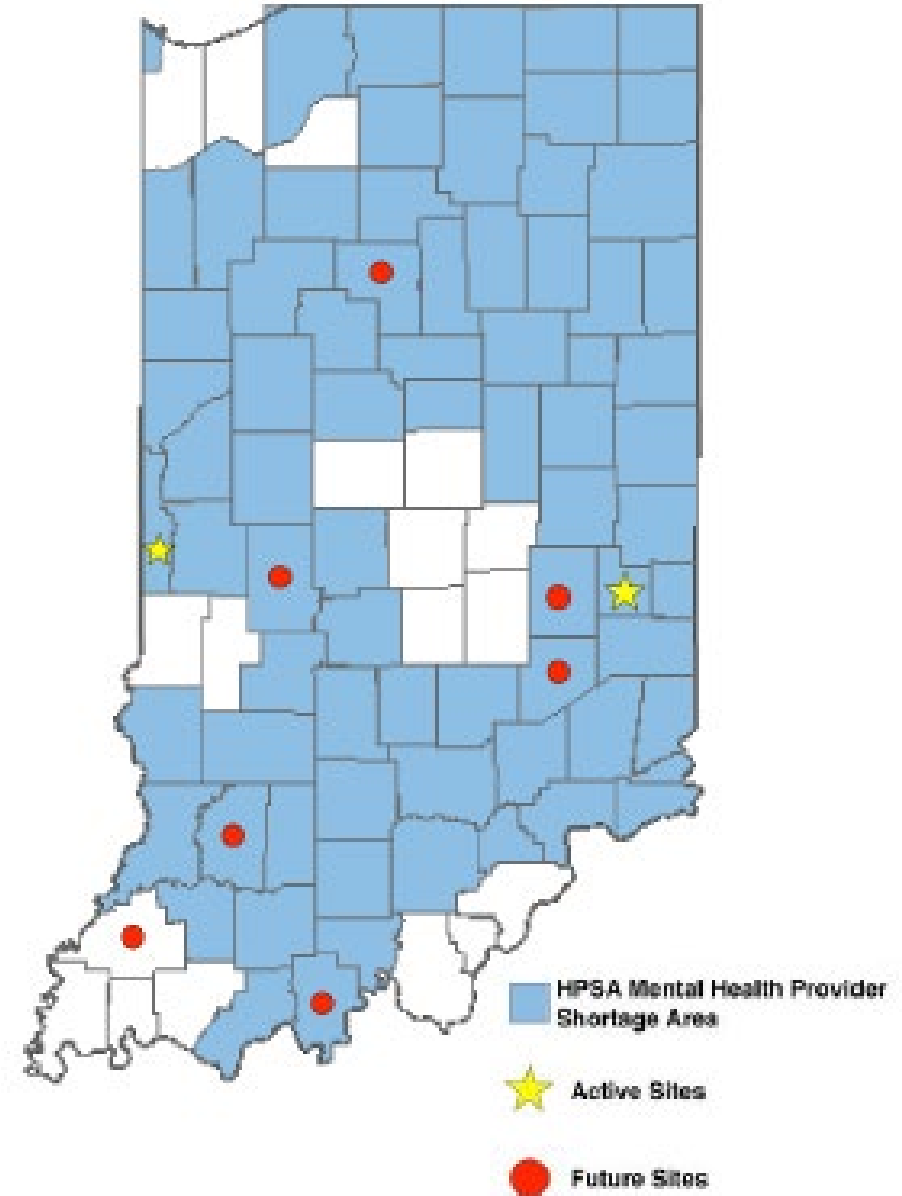 HPSA Mental Health Provider
Shortage Area
Active Sites
Future Sites